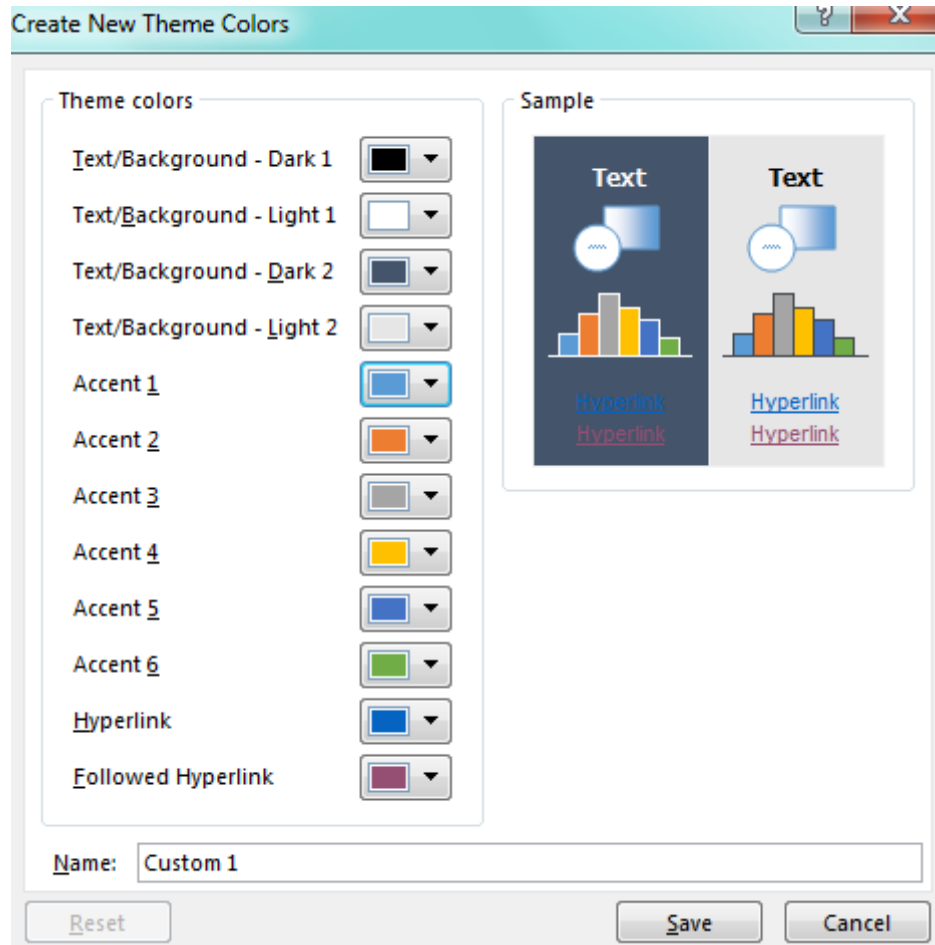 Create New Theme Colors
?
X
Theme colors
Text/Background - Dark 1
Text/Background - Light 1
Text/Background - Dark 2
Text/Background - Light 2
Accent 1
Accent 2
Accent 3
Accent 4
Accent 5
Accent 6
Hyperlink
Followed Hyperlink
Sample
Text Text
Hyperlink Hyperlink
Hyperlink Hyperlink
Name: Custom 1
Reset Save Cancel